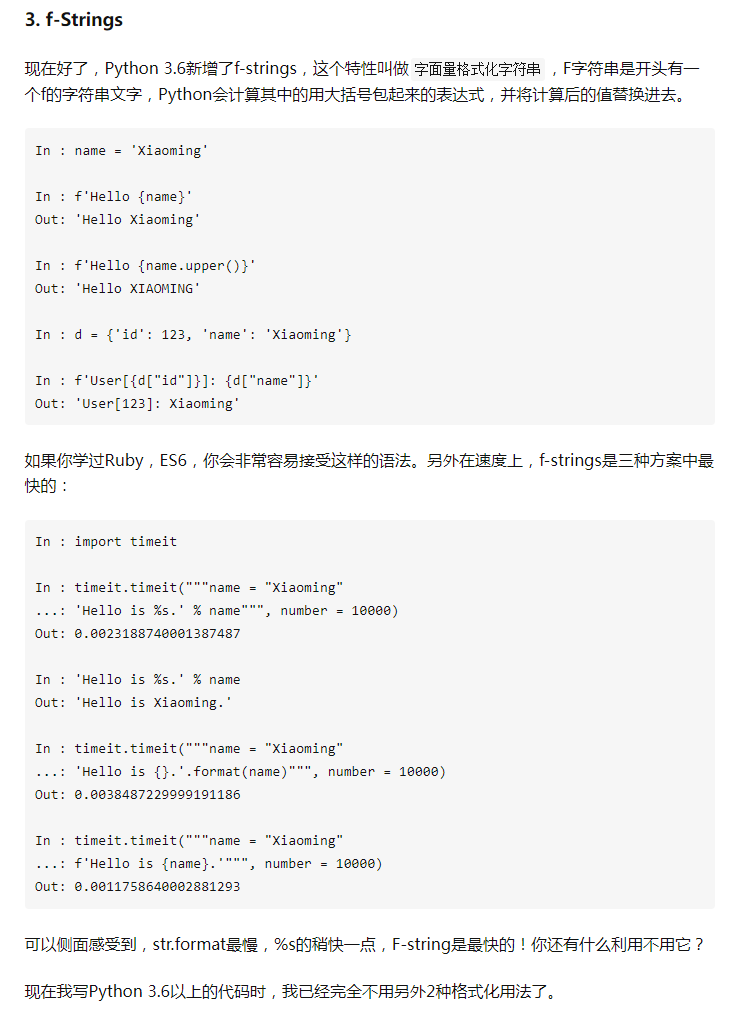 3. f-Strings
现在好了，Python 3.6新增了f-strings，这个特性叫做 字面量格式化字符串 ，F字符串是开头有一
个f的字符串文字，Python会计算其中的用大括号包起来的表达式，并将计算后的值替换进去。
In : name = 'Xiaoming'
In : f'Hello {name}'
Out: 'Hello Xiaoming'
In : f'Hello {name.upper()}'
Out: 'Hello XIAOMING'
In : d = {'id': 123, 'name': 'Xiaoming'}
In : f'User[{d["id"]}]: {d["name"]}'
Out: 'User[123]: Xiaoming'
如果你学过Ruby，ES6，你会非常容易接受这样的语法。另外在速度上，f-strings是三种方案中最
快的：
In : import timeit
In : timeit.timeit("""name = "Xiaoming"
...: 'Hello is %s.' % name""", number = 10000)
Out: 0.0023188740001387487
In : 'Hello is %s.' % name
Out: 'Hello is Xiaoming.'
In : timeit.timeit("""name = "Xiaoming"
...: 'Hello is {}.'.format(name)""", number = 10000)
Out: 0.0038487229999191186
In : timeit.timeit("""name = "Xiaoming"
...: f'Hello is {name}.'""", number = 10000)
Out: 0.0011758640002881293
可以侧面感受到，str.format最慢，%s的稍快一点，F-string是最快的！你还有什么利用不用它？
现在我写Python 3.6以上的代码时，我已经完全不用另外2种格式化用法了。